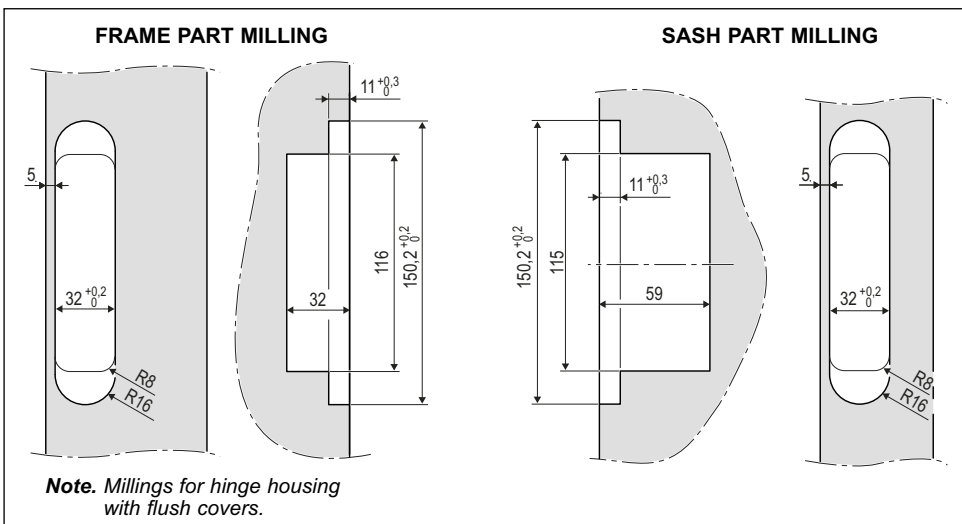 FRAME PART MILLING
SASH PART MILLING
11 +0,3 0
5
32 +0,2 0
R8
R16
32
116
150,2 +0,2 0
150,2 +0,2 0
115
11 +0,3 0
59
5
32 +0,2 0
R8
R16
Note. Millings for hinge housing
with flush covers.